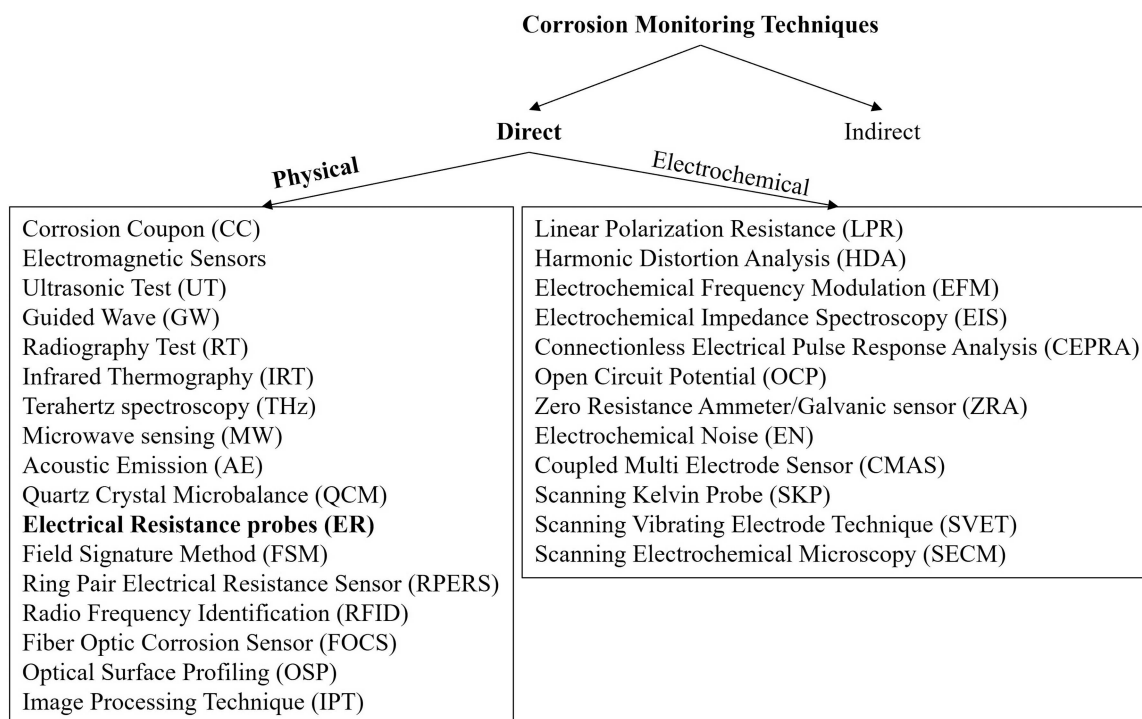 Corrosion Monitoring Techniques
Direct
Indirect
Physical
Electrochemical
Corrosion Coupon (CC)
Electromagnetic Sensors
Ultrasonic Test (UT)
Guided Wave (GW)
Radiography Test (RT)
Infrared Thermography (IRT)
Terahertz spectroscopy (THz)
Microwave sensing (MW)
Acoustic Emission (AE)
Quartz Crystal Microbalance (QCM)
Electrical Resistance probes (ER)
Field Signature Method (FSM)
Ring Pair Electrical Resistance Sensor (RPERS)
Radio Frequency Identification (RFID)
Fiber Optic Corrosion Sensor (FOCS)
Optical Surface Profiling (OSP)
Image Processing Technique (IPT)
Linear Polarization Resistance (LPR)
Harmonic Distortion Analysis (HDA)
Electrochemical Frequency Modulation (EFM)
Electrochemical Impedance Spectroscopy (EIS)
Connectionless Electrical Pulse Response Analysis (CEPRA)
Open Circuit Potential (OCP)
Zero Resistance Ammeter/Galvanic sensor (ZRA)
Electrochemical Noise (EN)
Coupled Multi Electrode Sensor (CMAS)
Scanning Kelvin Probe (SKP)
Scanning Vibrating Electrode Technique (SVET)
Scanning Electrochemical Microscopy (SECM)